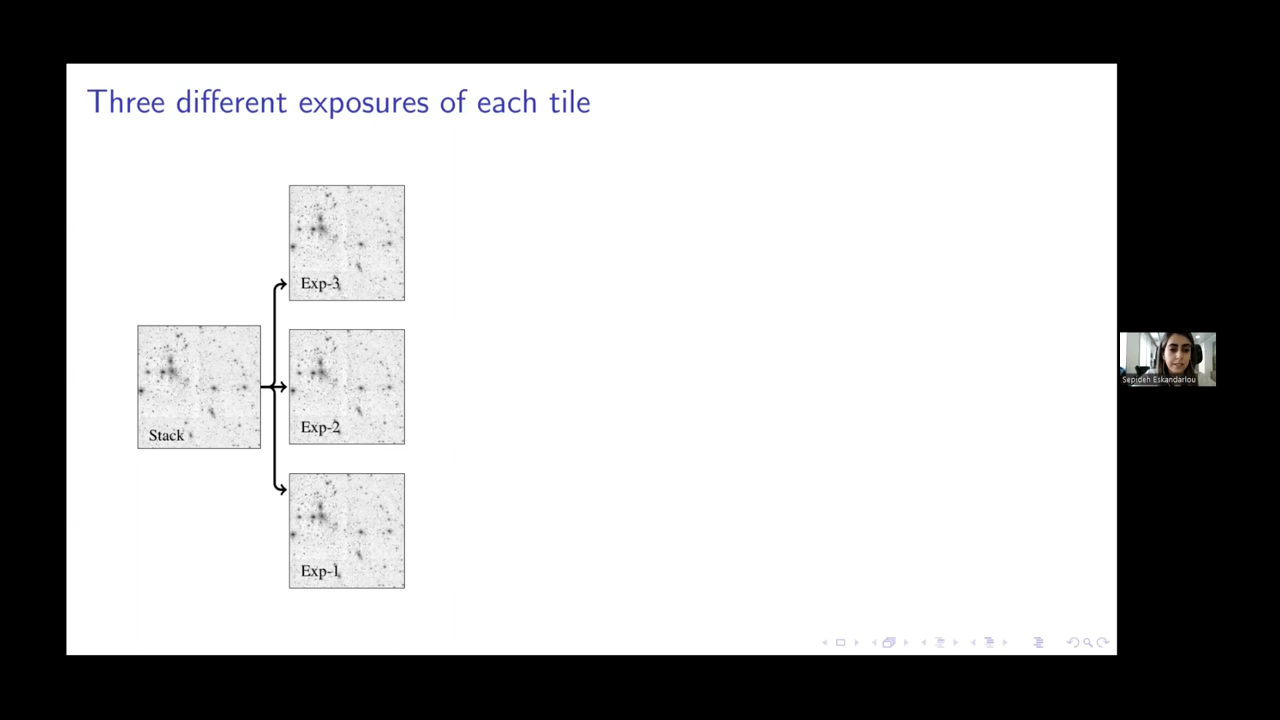 Three different exposures of each tile
Exp-3
Stack
Exp-2
Exp-1
Sepideh Eskandarlou